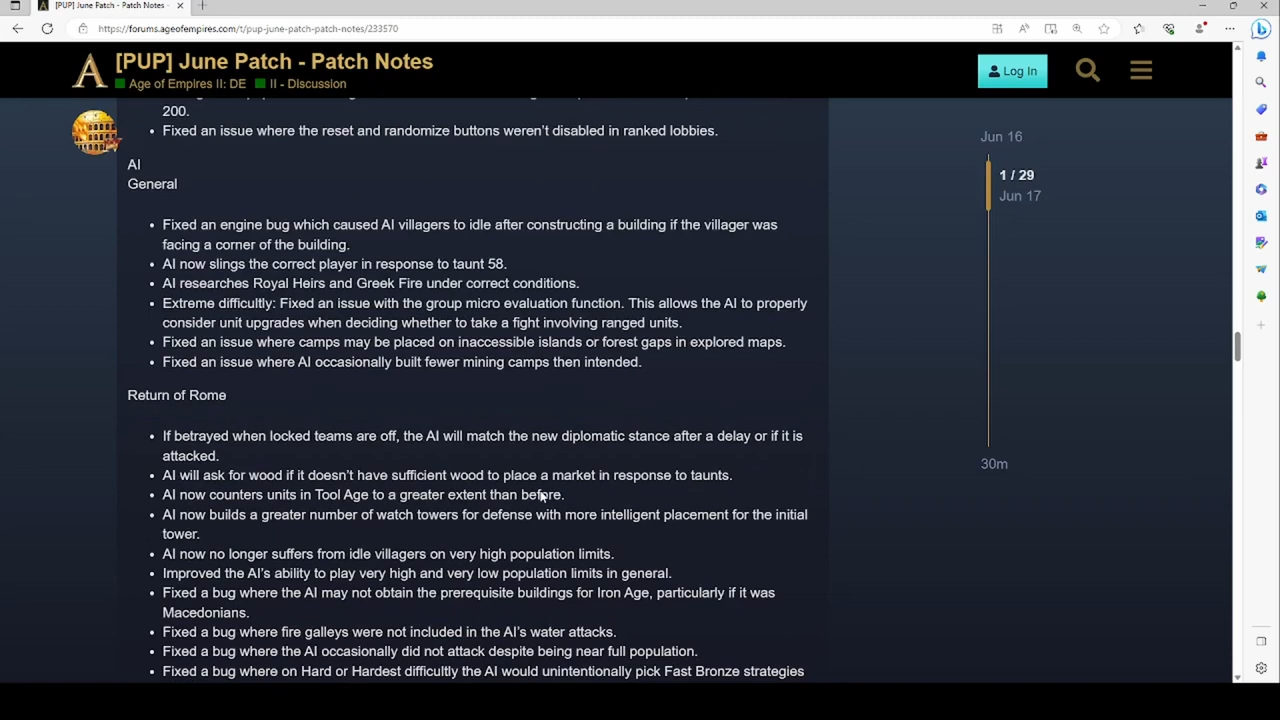 [PUP] June Patch - Patch Notes -
https://forums.ageofempires.com/t/pup-june-patch-patch-notes/233570
[PUP] June Patch - Patch Notes
Age of Empires II: DE II - Discussion
Log In
200.
• Fixed an issue where the reset and randomize buttons weren't disabled in ranked lobbies.
AI
General
• Fixed an engine bug which caused AI villagers to idle after constructing a building if the villager was
facing a corner of the building.
• AI now slings the correct player in response to taunt 58.
• AI researches Royal Heirs and Greek Fire under correct conditions.
• Extreme difficultly: Fixed an issue with the group micro evaluation function. This allows the AI to properly
consider unit upgrades when deciding whether to take a fight involving ranged units.
• Fixed an issue where camps may be placed on inaccessible islands or forest gaps in explored maps.
• Fixed an issue where AI occasionally built fewer mining camps then intended.
Return of Rome
• If betrayed when locked teams are off, the AI will match the new diplomatic stance after a delay or if it is
attacked.
• AI will ask for wood if it doesn't have sufficient wood to place a market in response to taunts.
• AI now counters units in Tool Age to a greater extent than before.
• AI now builds a greater number of watch towers for defense with more intelligent placement for the initial
tower.
• AI now no longer suffers from idle villagers on very high population limits.
• Improved the AI's ability to play very high and very low population limits in general.
• Fixed a bug where the AI may not obtain the prerequisite buildings for Iron Age, particularly if it was
Macedonians.
• Fixed a bug where fire galleys were not included in the AI's water attacks.
• Fixed a bug where the AI occasionally did not attack despite being near full population.
• Fixed a bug where on Hard or Hardest difficultly the AI would unintentionally pick Fast Bronze strategies
Jun 16
1 / 29
Jun 17
30m